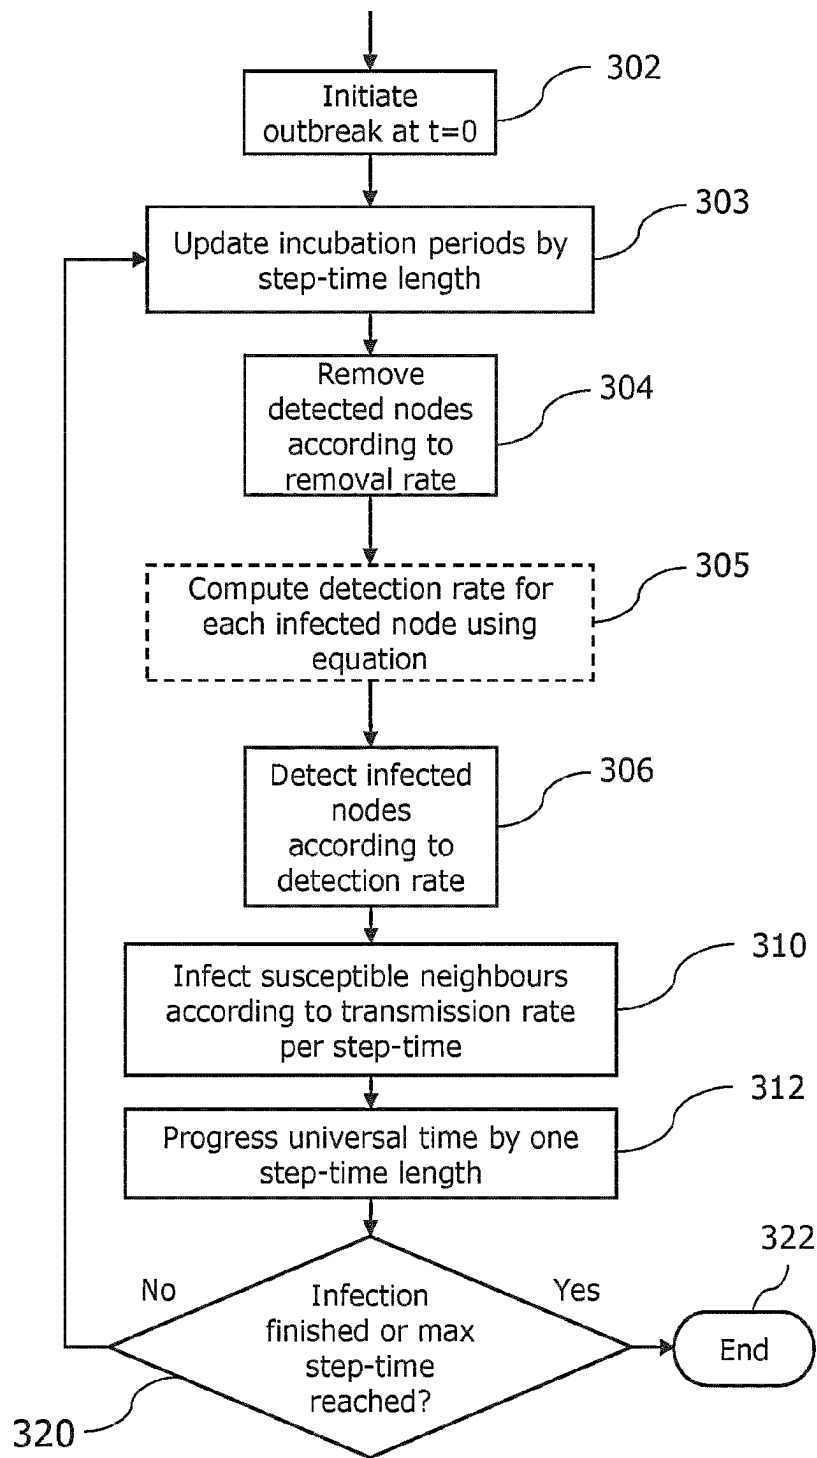 302
Initiate
outbreak at t=0
303
Update incubation periods by
step-time length
304
Remove
detected nodes
according to
removal rate
305
Compute detection rate for
each infected node using
equation
306
Detect infected
nodes
according to
detection rate
310
Infect susceptible neighbours
according to transmission rate
per step-time
312
Progress universal time by one
step-time length
322
No
Yes
Infection
finished or max
step-time
reached?
End
320